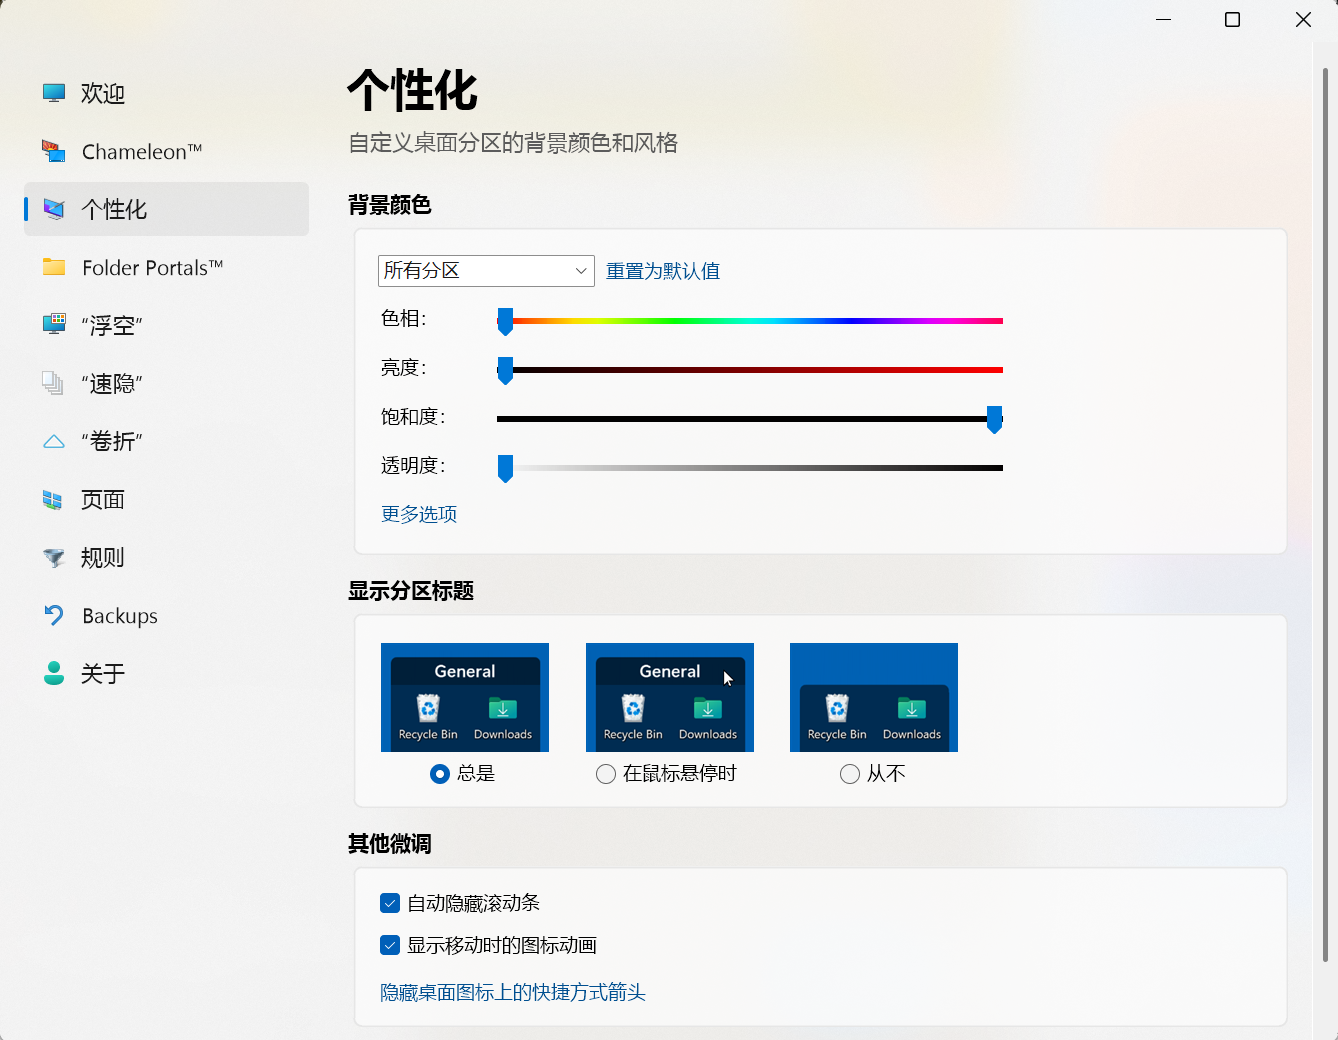 欢迎
Chameleon™
个性化
Folder Portals™
“浮空”
“速隐”
“卷折”
页面
规则
Backups
关于
个性化
自定义桌面分区的背景颜色和风格
背景颜色
所有分区 重置为默认值
色相：
亮度：
饱和度：
透明度：
更多选项
显示分区标题
General
Recycle Bin Downloads
General
Recycle Bin Downloads
Recycle Bin Downloads
总是 在鼠标悬停时 从不
其他微调
自动隐藏滚动条
显示移动时的图标动画
隐藏桌面图标上的快捷方式箭头